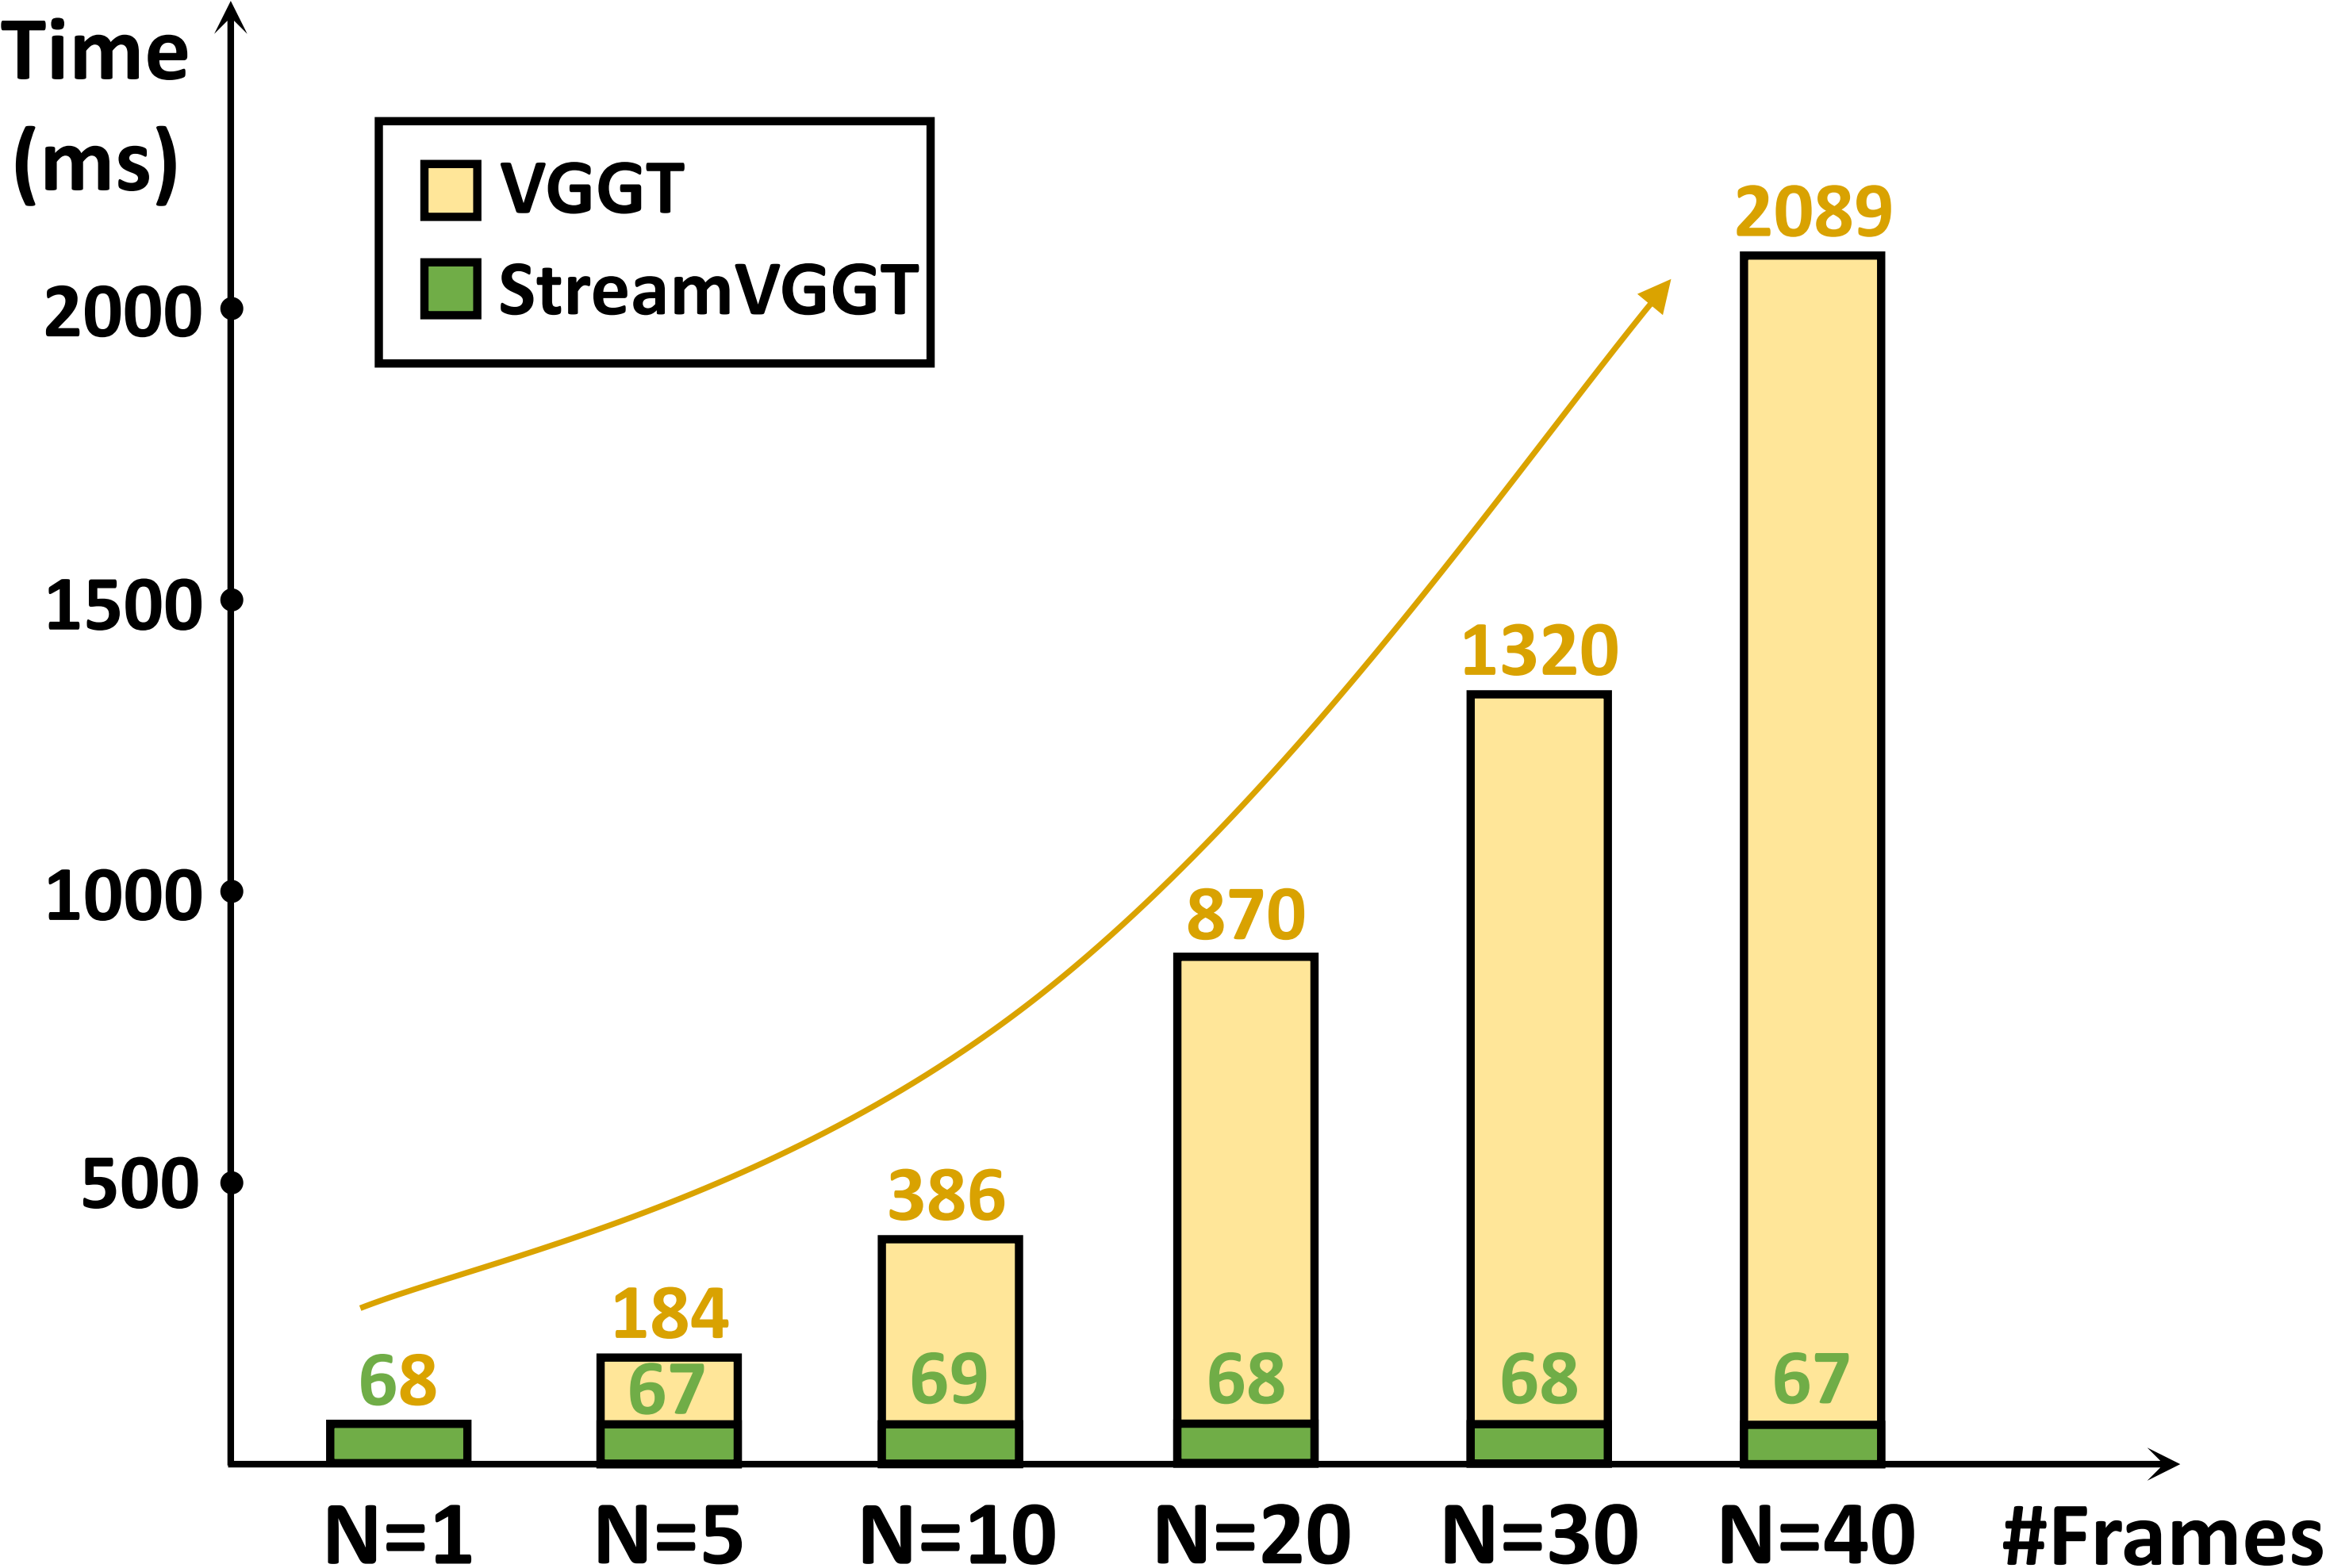 Time
(ms)
VGGT
StreamVGGT
2089
2000
1500
1320
1000
870
500
386
184
68
67
69
68
68
67
N=1
N=5
N=10
N=20
N=30
N=40
#Frames